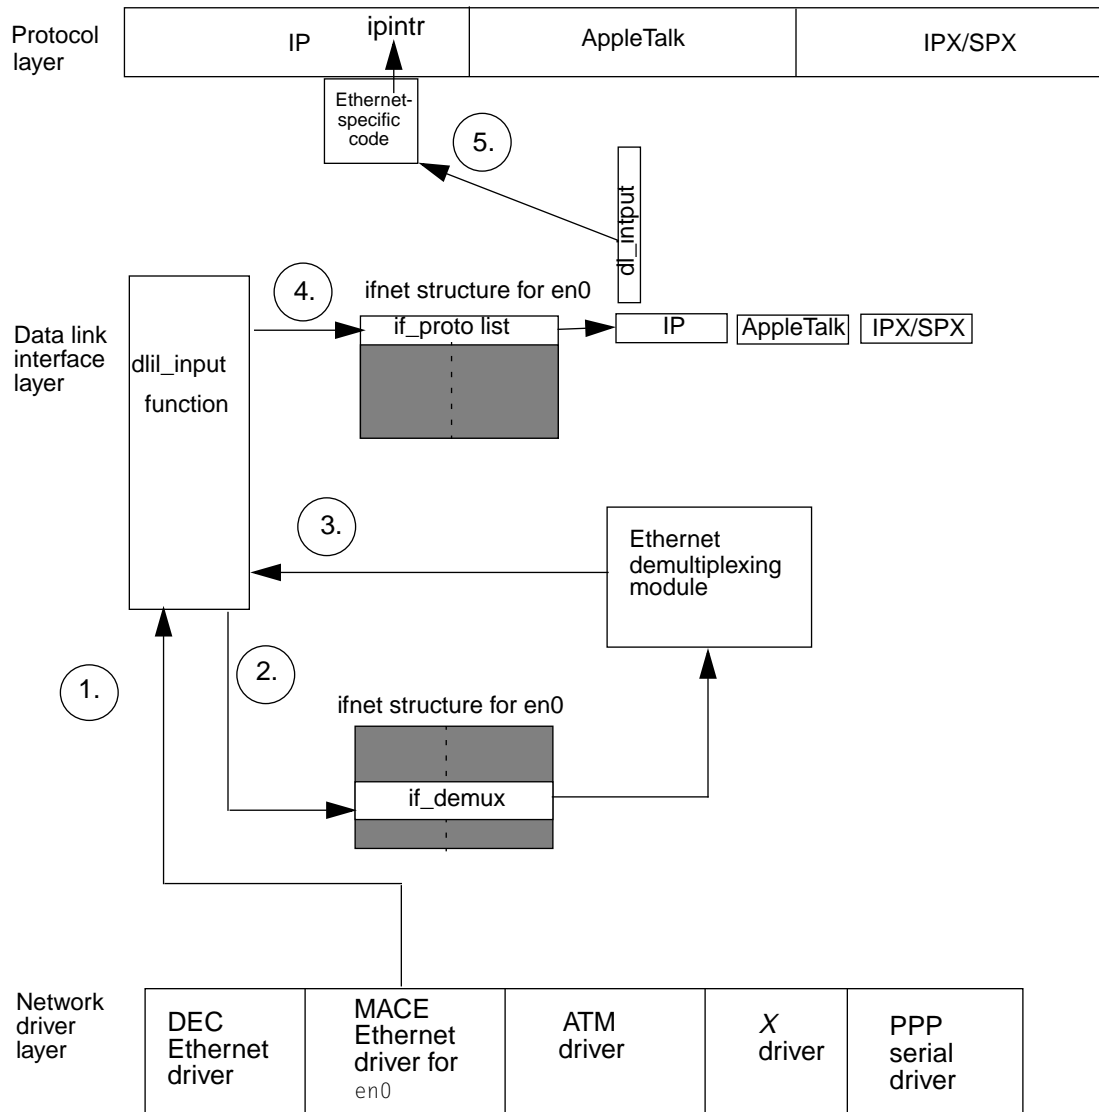 Protocol
layer
IP
ipintr
AppleTalk
IPX/SPX
Ethernet-
specific
code
5.
dl_intput
4.
ifnet structure for en0
if_proto list
IP
AppleTalk
IPX/SPX
Data link
interface
layer
dlil_input
function
3.
Ethernet
demultiplexing
module
1.
2.
ifnet structure for en0
if_demux
Network
driver
layer
DEC
Ethernet
driver
MACE
Ethernet
driver for
en0
ATM
driver
X
driver
PPP
serial
driver